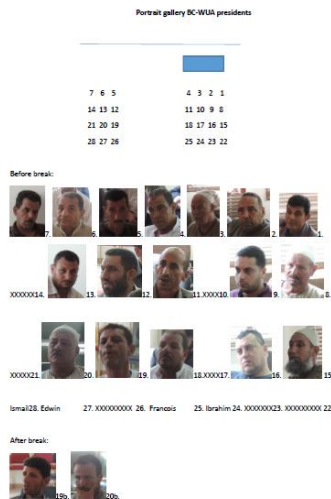 Portrait gallery BC-WUA presidents
7 6 5 4 3 2 1
14 13 12 11 10 9 8
21 20 19 18 17 16 15
28 27 26 25 24 23 22
Before break:
7. 6. 5. 4. 3. 2. 1.
XXXXX14. 13. 12. 11.XXXX10. 9. 8.
XXXXX21. 20. 19. 18.XXXX17. 16. 15
Ismail28. Edwin 27. XXXXXXXXX 26. Francois 25. Ibrahim 24. XXXXXXX23. XXXXXXXXX 22
After break:
19b. 20b.